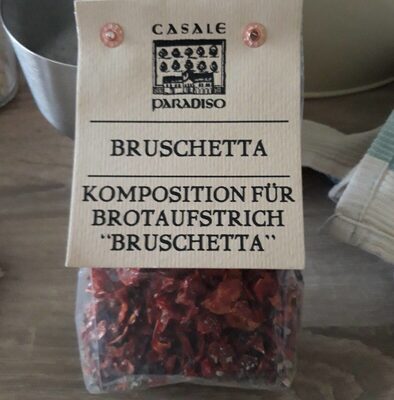 CASALE
PARADISO
BRUSCHETTA
KOMPOSITION FÜR
BROTAUFSTRICH
"BRUSCHETTA"